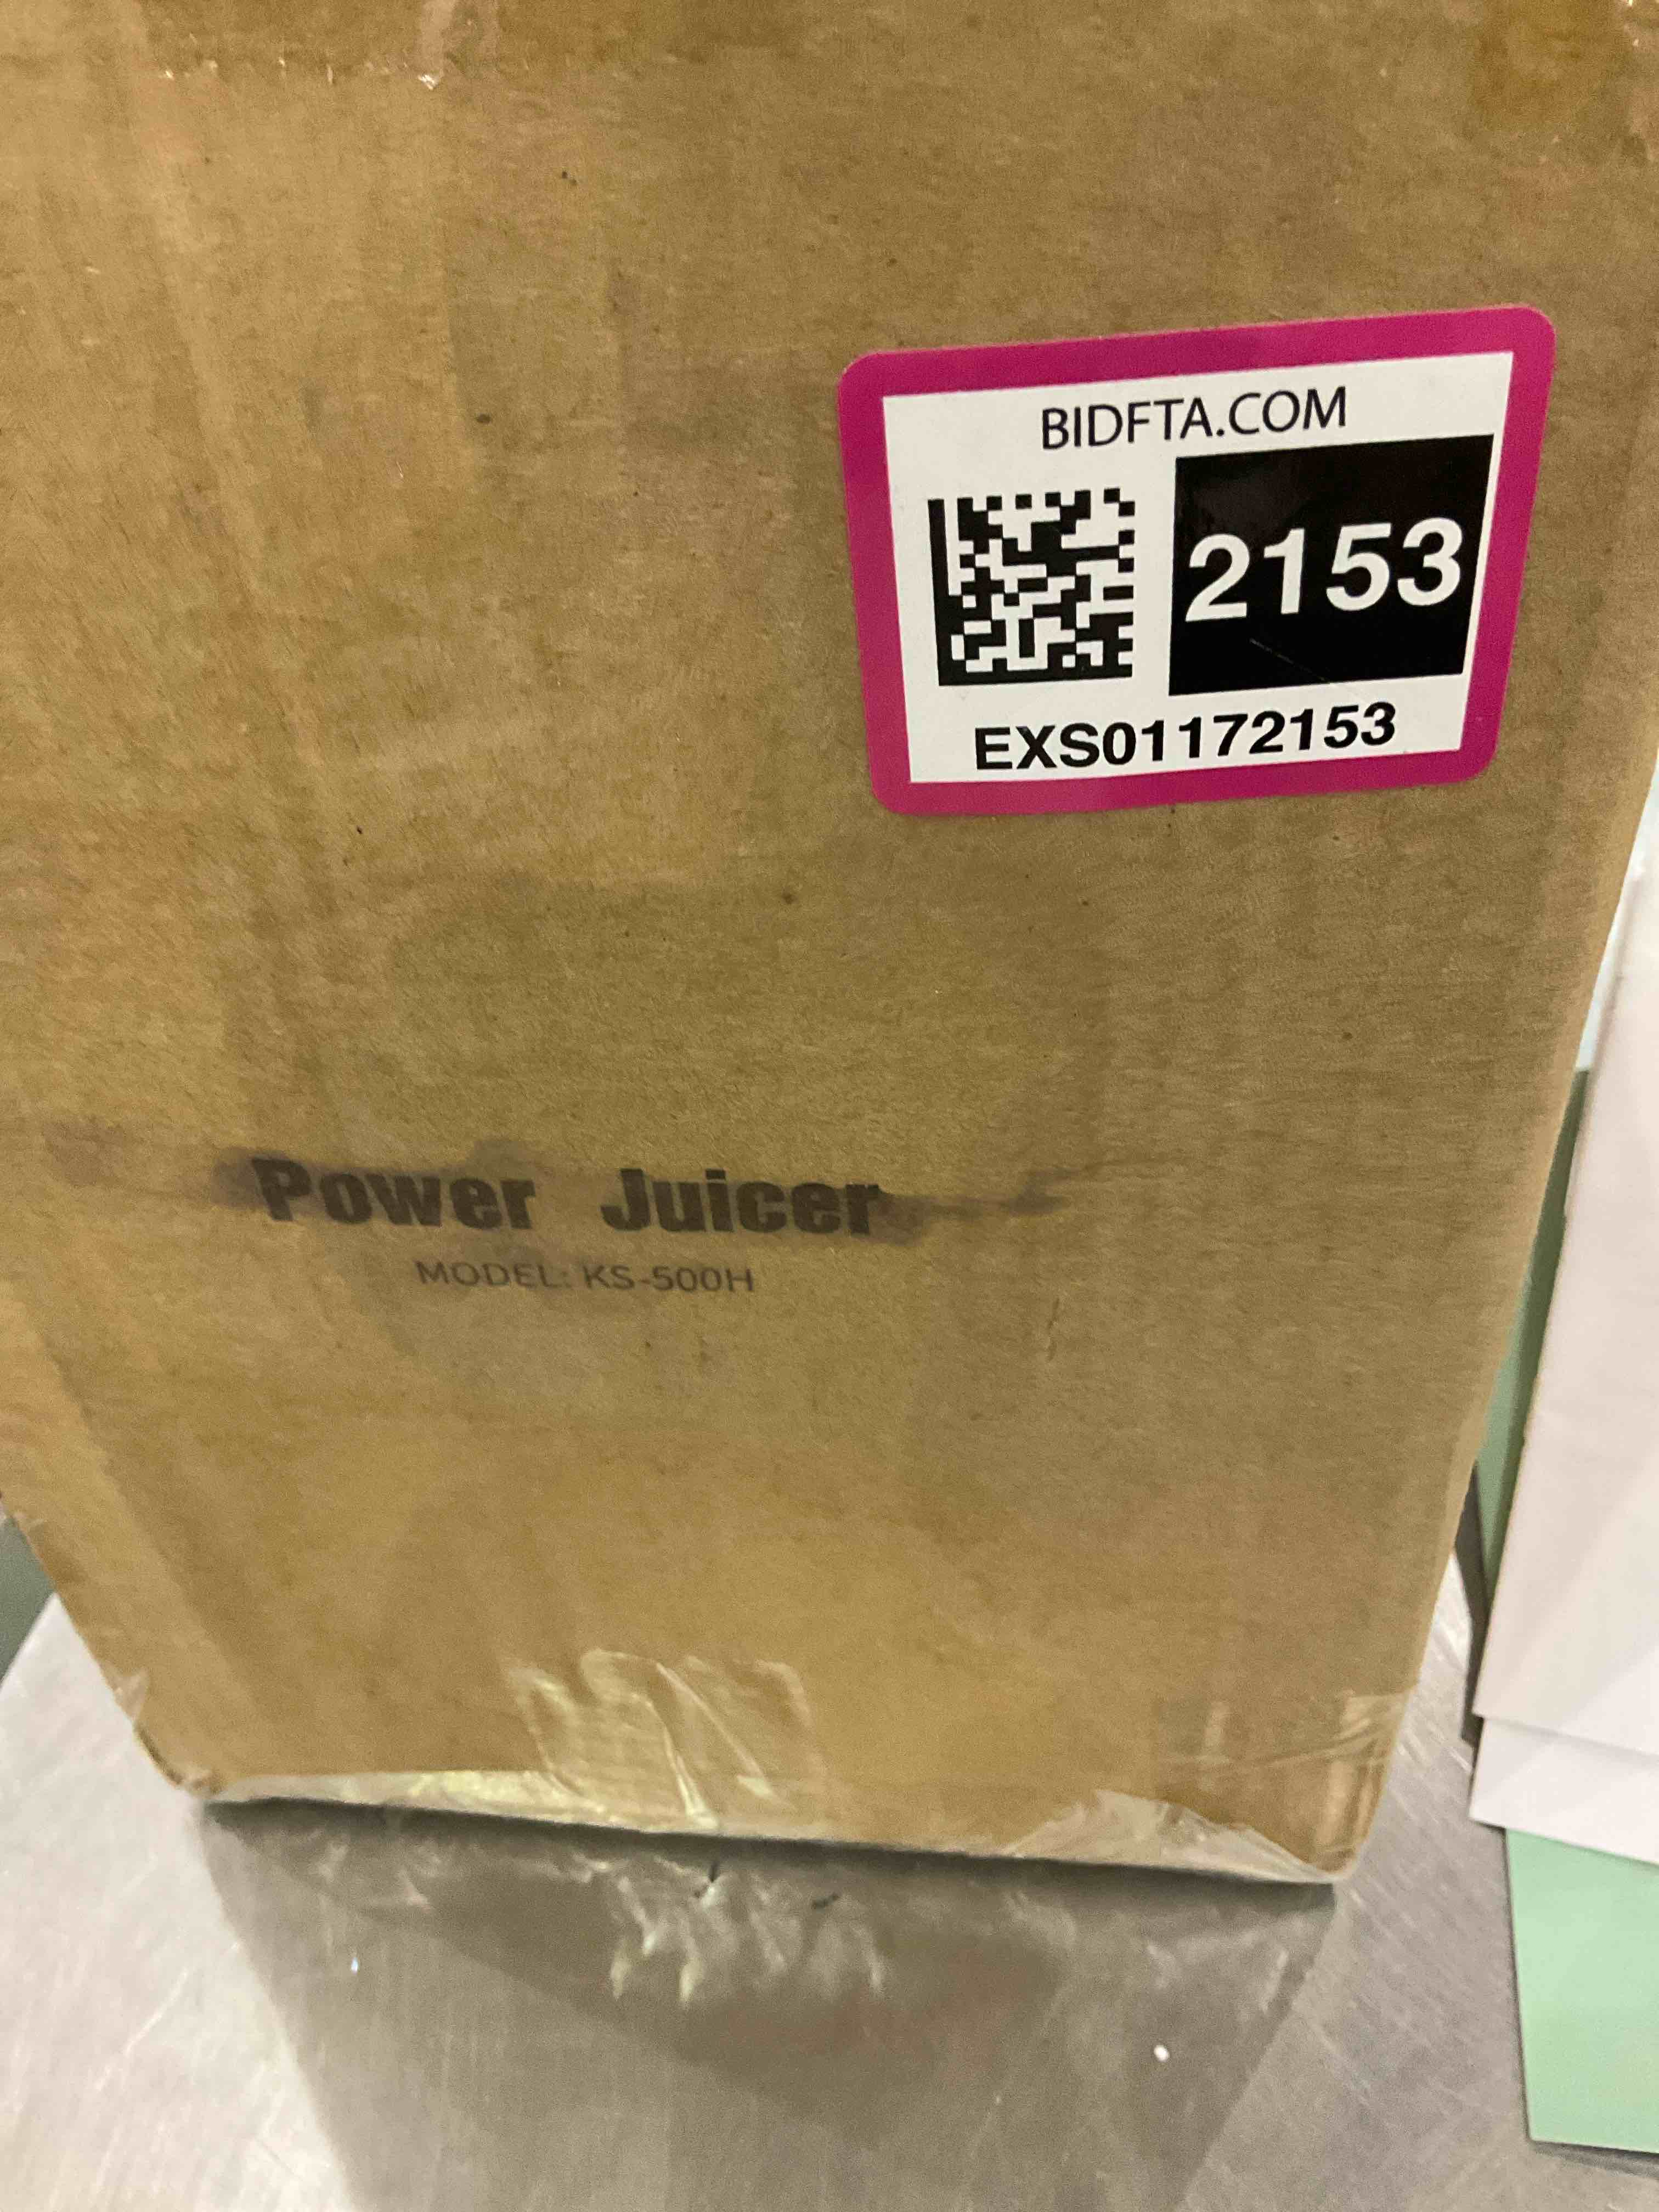 BIDFTA.COM
2153
EXS01172153
Power Juicer
MODEL: KS-500H